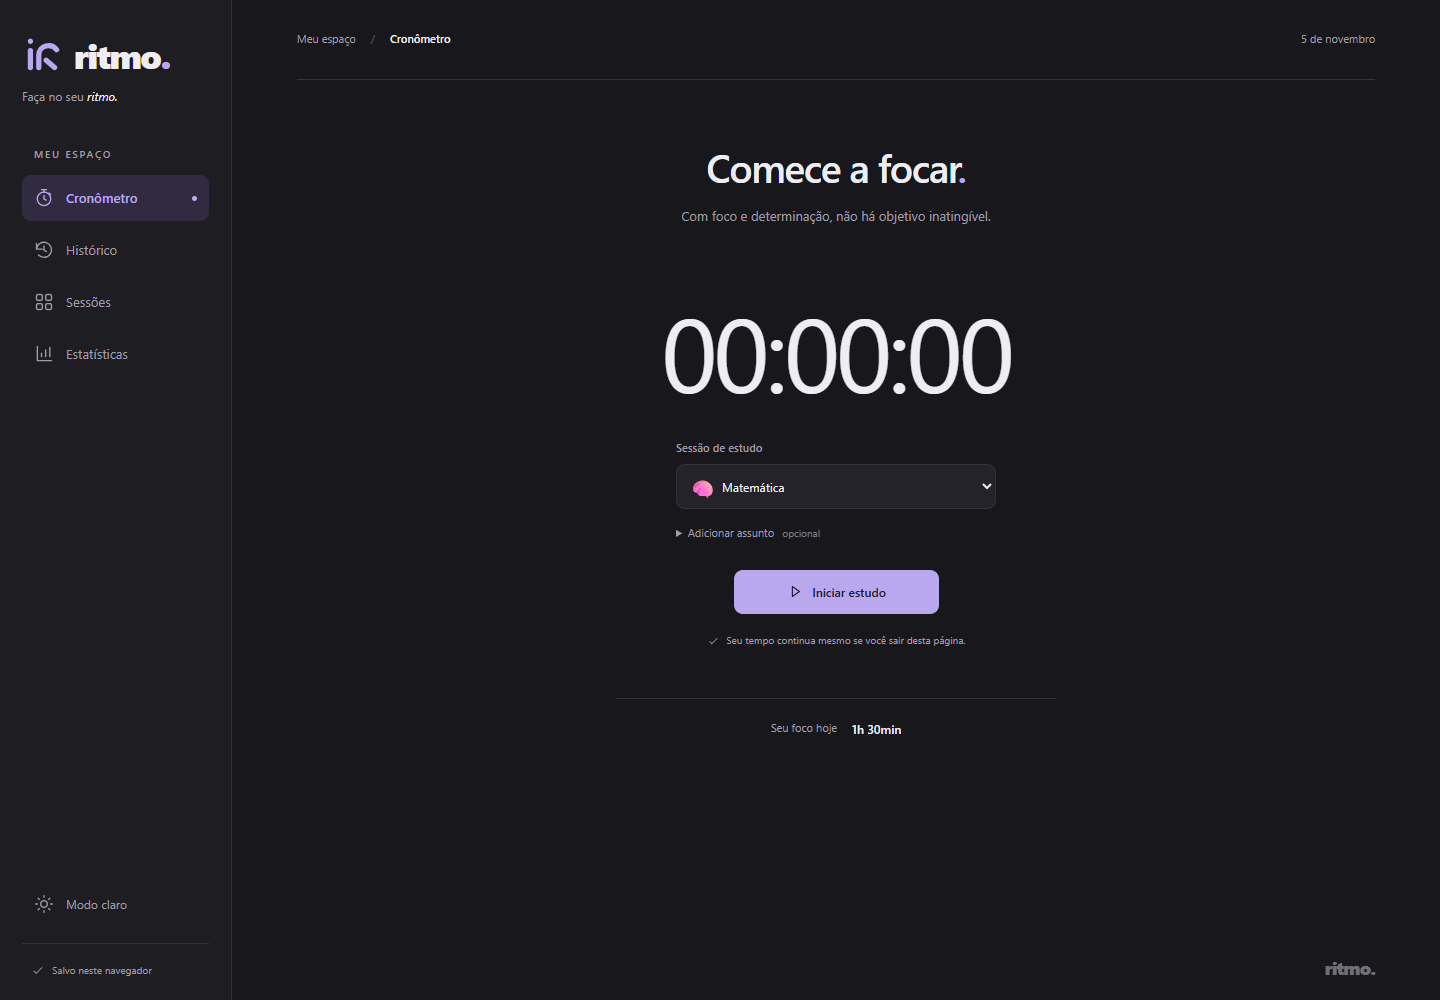 ritmo.
Faça no seu ritmo.
MEU ESPAÇO
Cronômetro
Histórico
Sessões
Estatísticas
Modo claro
Salvo neste navegador
Meu espaço / Cronômetro
5 de novembro
Comece a focar.
Com foco e determinação, não há objetivo inatingível.
00:00:00
Sessão de estudo
Matemática
Adicionar assunto opcional
Iniciar estudo
Seu tempo continua mesmo se você sair desta página.
Seu foco hoje 1h 30min
ritmo.